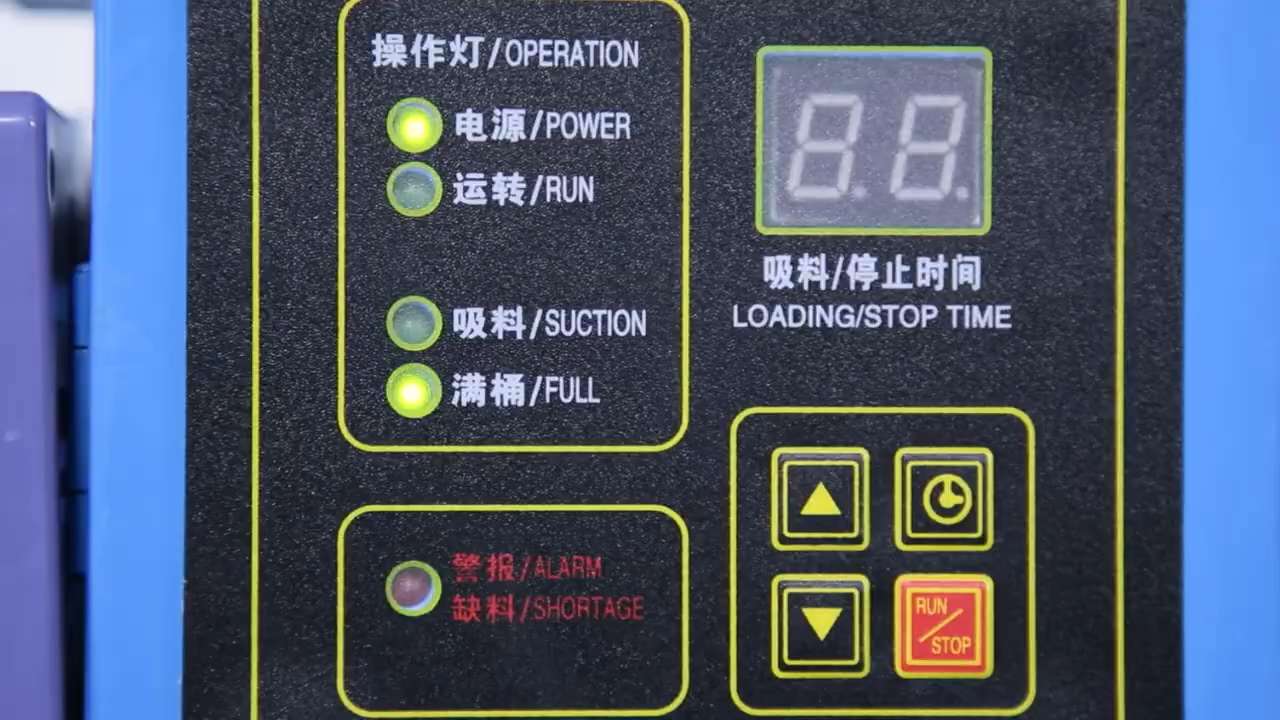 操作灯/OPERATION
电源/POWER
运转/RUN
吸料/SUCTION
满桶/FULL
警报/ALARM
缺料/SHORTAGE
吸料/停止时间
LOADING/STOP TIME
RUN
STOP